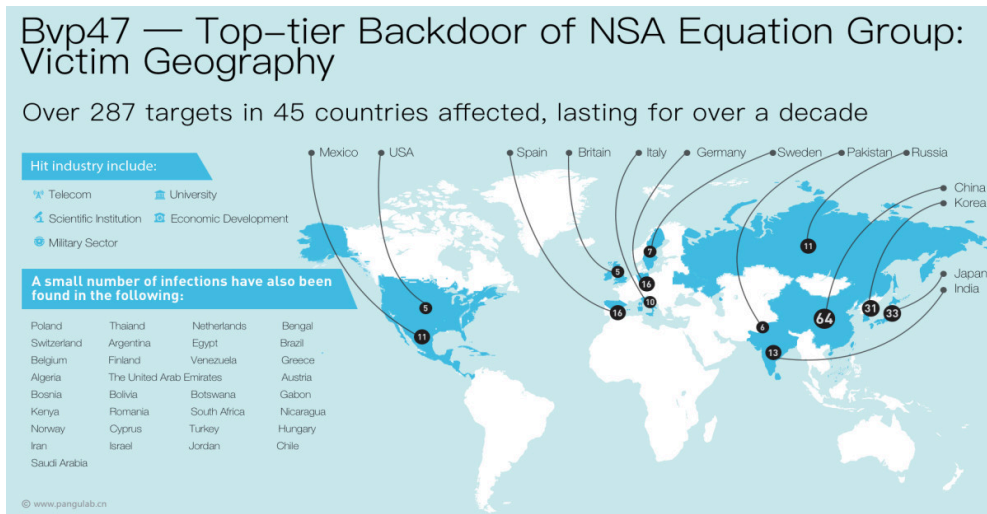 Bvp47 — Top-tier Backdoor of NSA Equation Group:
Victim Geography
Over 287 targets in 45 countries affected, lasting for over a decade
Hit industry include:
Telecom University
Scientific Institution Economic Development
Military Sector
A small number of infections have also been
found in the following:
Poland Thaiand Netherlands Bengal
Switzerland Argentina Egypt Brazil
Belgium Finland Venezuela Greece
Algeria The United Arab Emirates Austria
Bosnia Bolivia Botswana Gabon
Kenya Romania South Africa Nicaragua
Norway Cyprus Turkey Hungary
Iran Israel Jordan Chile
Saudi Arabia
Mexico USA Spain Britain Italy Germany Sweden Pakistan Russia
China
Korea
Japan
India
11
7
5
16
10
5
16
31
33
64
6
11
13
© www.pangulab.cn